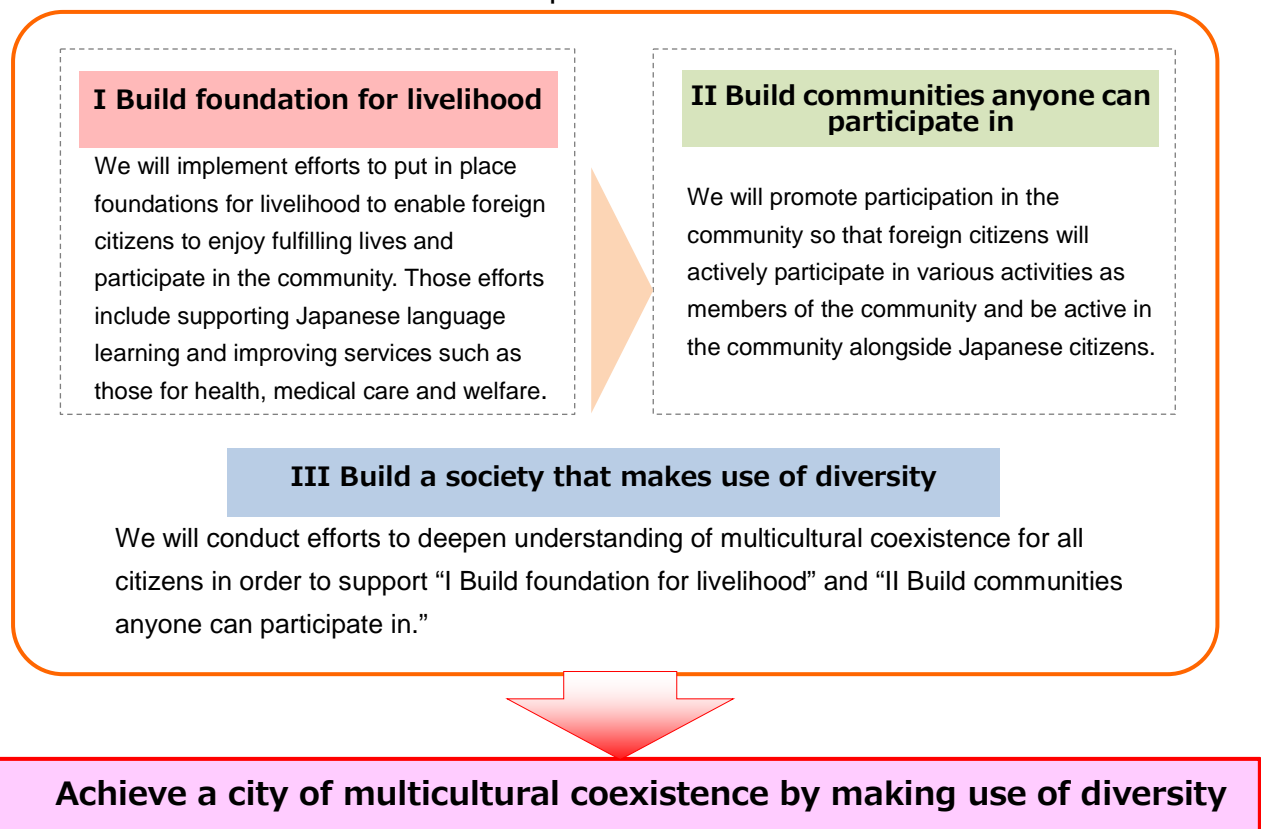 I Build foundation for livelihood
We will implement efforts to put in place
foundations for livelihood to enable foreign
citizens to enjoy fulfilling lives and
participate in the community. Those efforts
include supporting Japanese language
learning and improving services such as
those for health, medical care and welfare.
II Build communities anyone can
participate in
We will promote participation in the
community so that foreign citizens will
actively participate in various activities as
members of the community and be active in
the community alongside Japanese citizens.
III Build a society that makes use of diversity
We will conduct efforts to deepen understanding of multicultural coexistence for all
citizens in order to support “I Build foundation for livelihood” and “II Build communities
anyone can participate in.”
Achieve a city of multicultural coexistence by making use of diversity